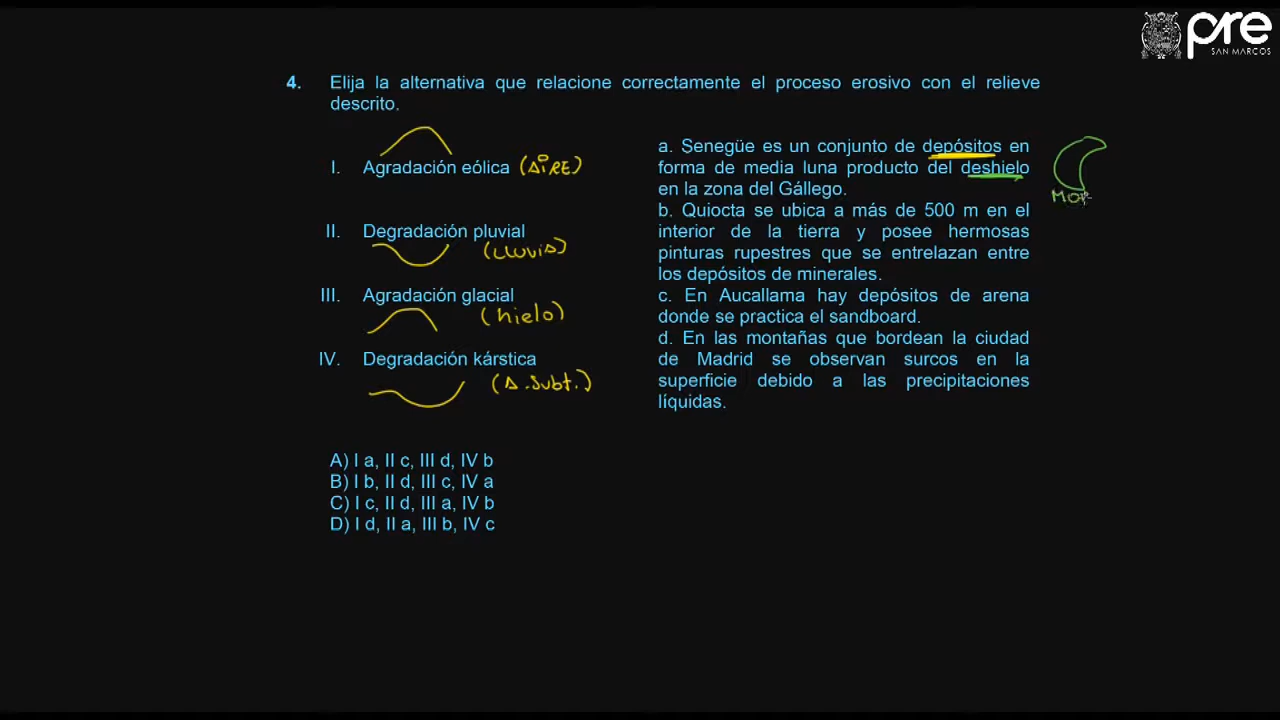 pre
SAN MARCOS
4. Elija la alternativa que relacione correctamente el proceso erosivo con el relieve
descrito.
I. Agradación eólica (AiRE)
II. Degradación pluvial
(LLuviA)
III. Agradación glacial
(hielo)
IV. Degradación kárstica
(A. Subt.)
a. Senegüe es un conjunto de depósitos en
forma de media luna producto del deshielo
en la zona del Gállego.
MOR
b. Quiocta se ubica a más de 500 m en el
interior de la tierra y posee hermosas
pinturas rupestres que se entrelazan entre
los depósitos de minerales.
c. En Aucallama hay depósitos de arena
donde se practica el sandboard.
d. En las montañas que bordean la ciudad
de Madrid se observan surcos en la
superficie debido a las precipitaciones
líquidas.
A) I a, II c, III d, IV b
B) I b, II d, III c, IV a
C) I c, II d, III a, IV b
D) I d, II a, III b, IV c